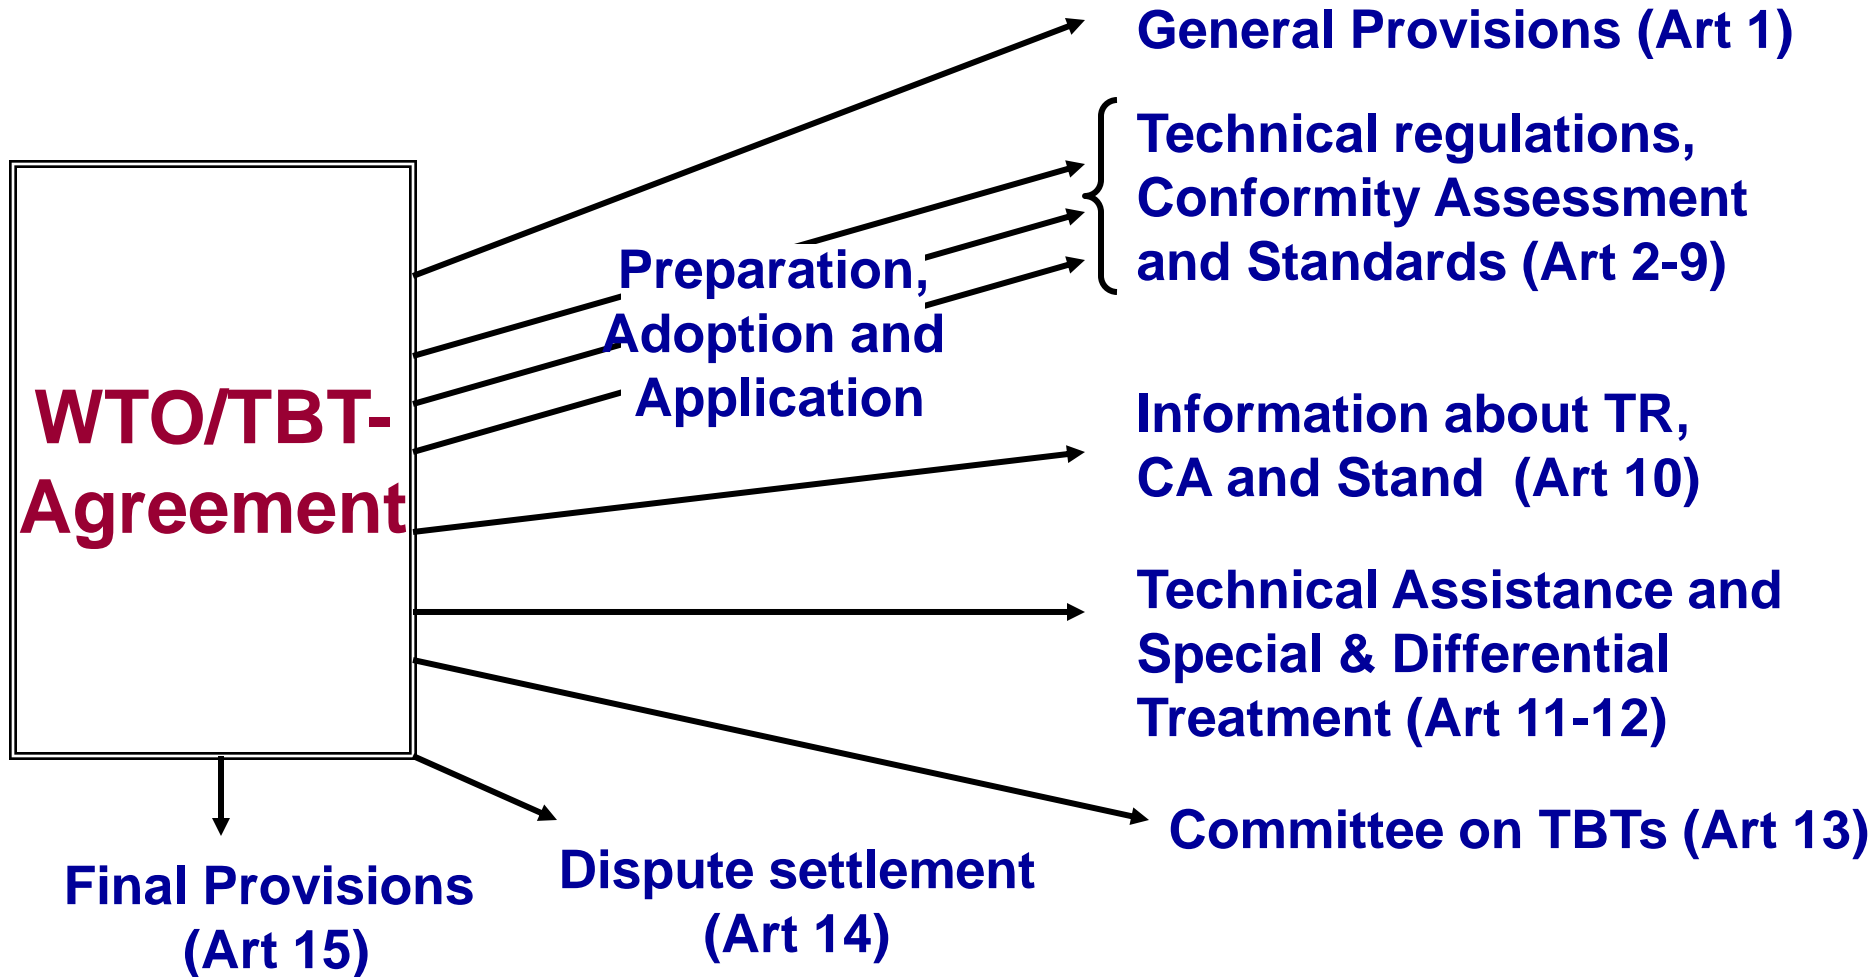 General Provisions (Art 1)
Technical regulations,
Conformity Assessment
and Standards (Art 2-9)
Preparation,
Adoption and
Application
WTO/TBT-
Agreement
Information about TR,
CA and Stand (Art 10)
Technical Assistance and
Special & Differential
Treatment (Art 11-12)
Committee on TBTs (Art 13)
Dispute settlement
(Art 14)
Final Provisions
(Art 15)